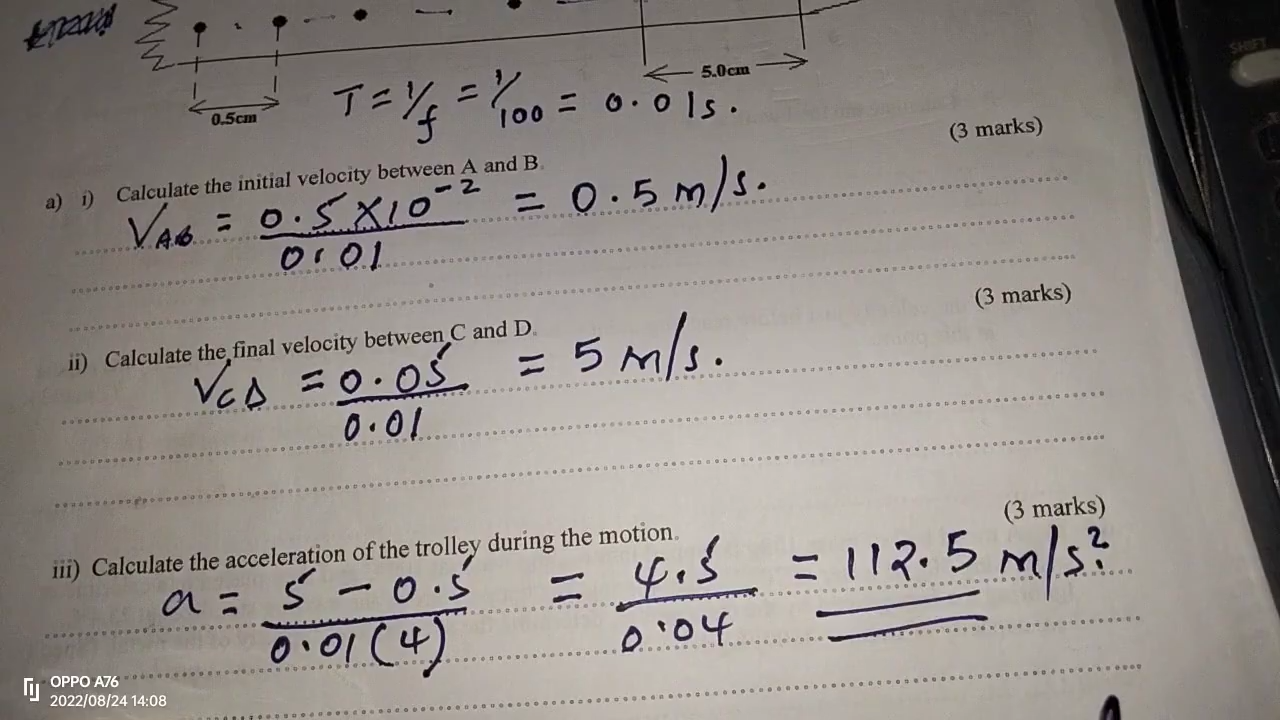 0.5cm
5.0cm
T = 1/f = 1/100 = 0.01s.
(3 marks)
a) i) Calculate the initial velocity between A and B.
VAB = 0.5 X10-2 / 0.01 = 0.5 m/s.
(3 marks)
ii) Calculate the final velocity between C and D.
VCD = 0.05 / 0.01 = 5 m/s.
(3 marks)
iii) Calculate the acceleration of the trolley during the motion.
a = 5 - 0.5 / 0.01(4) = 4.5 / 0.04 = 112.5 m/s².
SHIFT
OPPO A76
2022/08/24 14:08